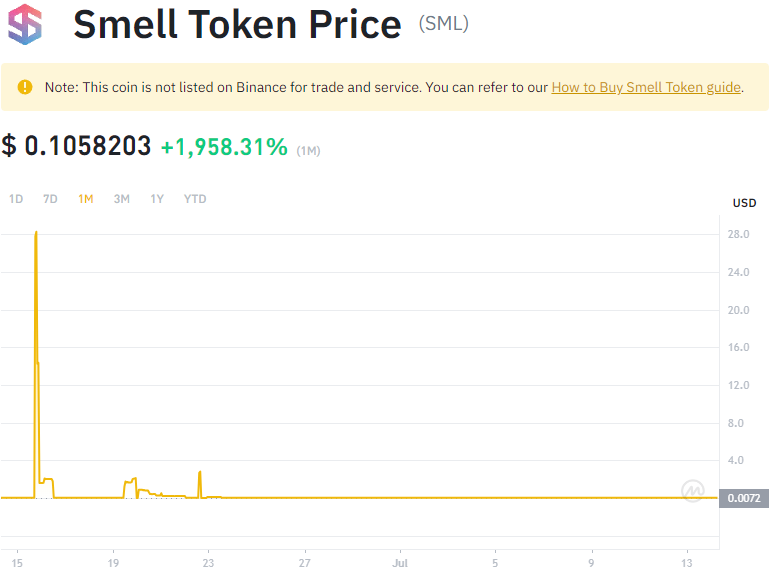 Smell Token Price (SML)
Note: This coin is not listed on Binance for trade and service. You can refer to our How to Buy Smell Token guide.
$ 0.1058203 +1,958.31% (1M)
1D 7D 1M 3M 1Y YTD
USD
28.0
24.0
20.0
16.0
12.0
8.0
4.0
0.0072
15 19 23 27 Jul 5 9 13